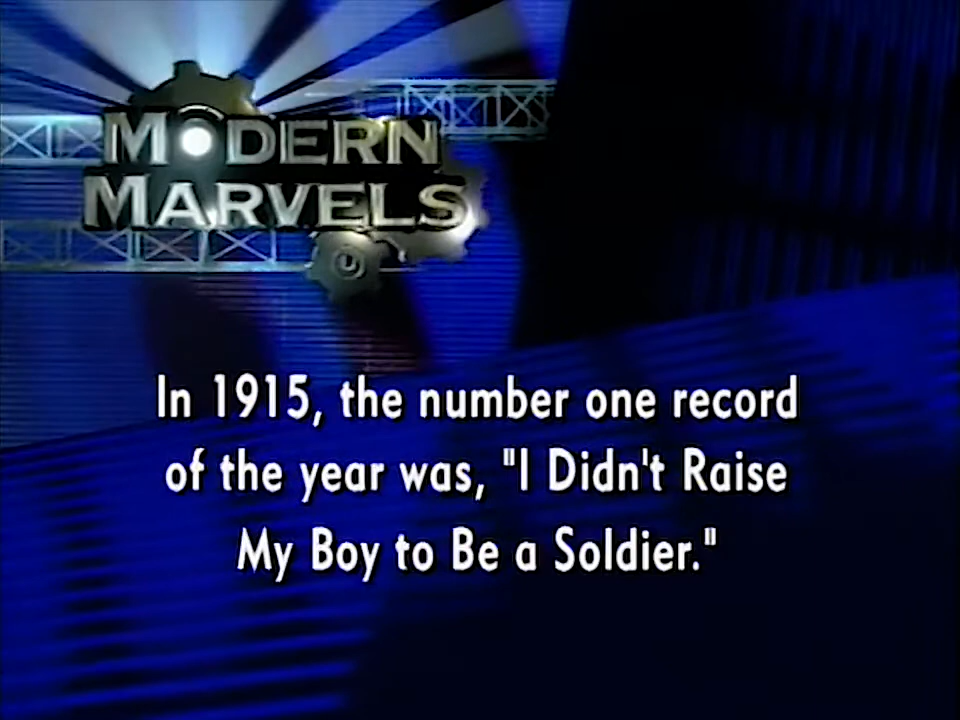 MODERN
MARVELS
In 1915, the number one record
of the year was, "I Didn't Raise
My Boy to Be a Soldier."